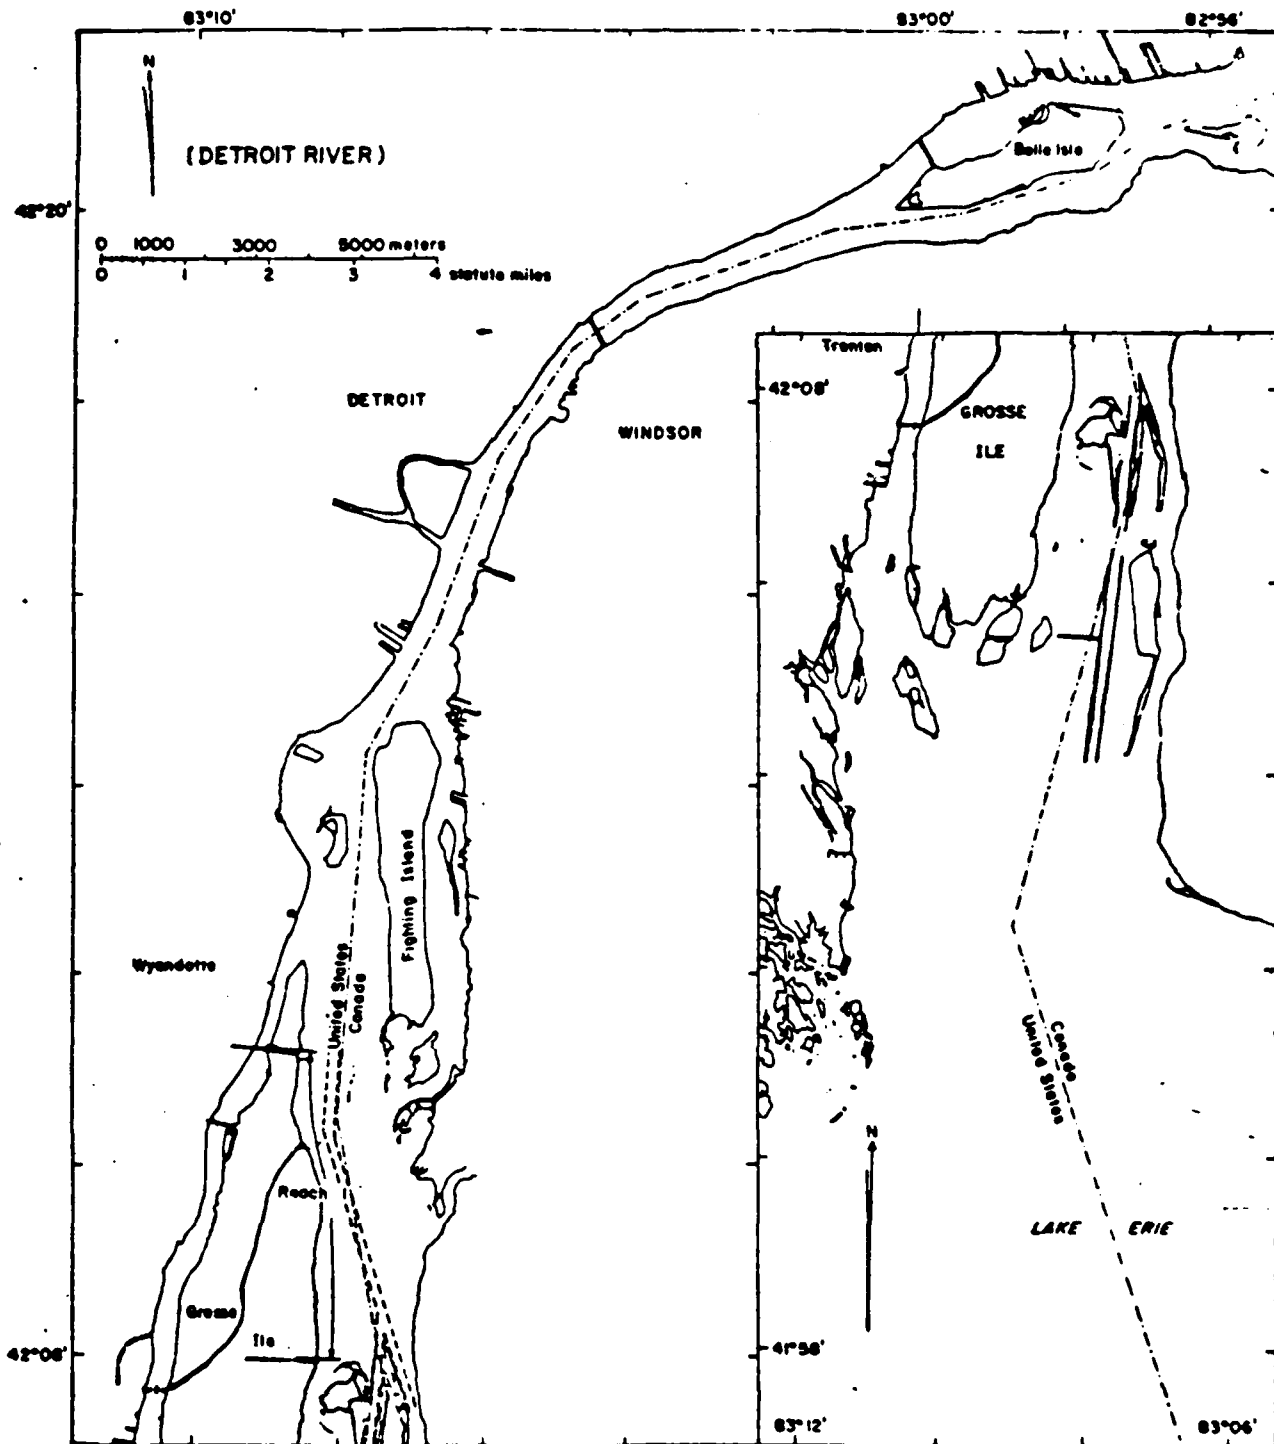 83°10'
83°00'
82°56'
N
(DETROIT RIVER)
Belle Isle
42°20'
0 1000 3000 5000 meters
0 1 2 3 4 statute miles
DETROIT
WINDSOR
Trenton
42°08'
GROSSE
ILE
Fighting Island
Wyandotte
United States
Canada
Canada
United States
N
Reach
LAKE ERIE
Grosse
Ile
42°08'
41°58'
83°12'
83°06'